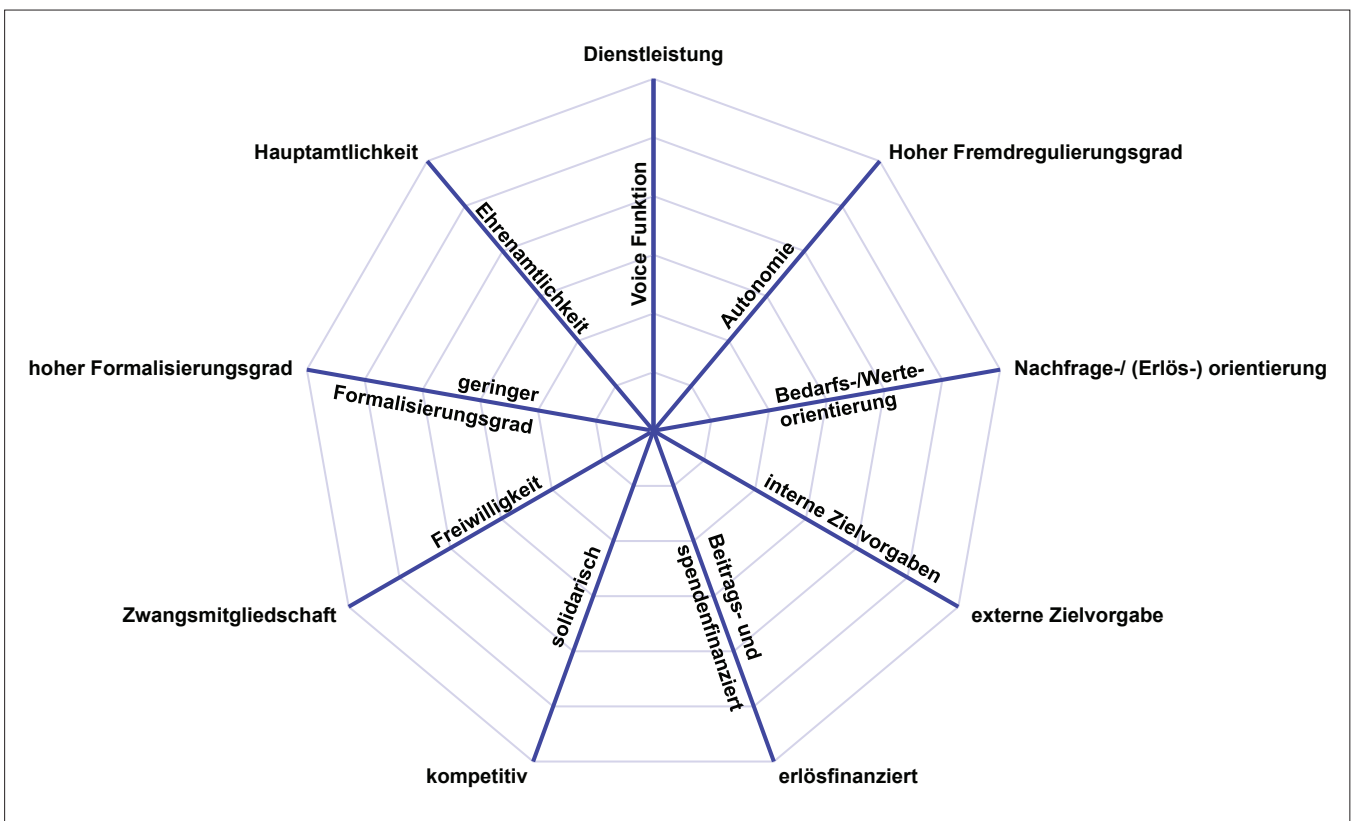 Dienstleistung
Hauptamtlichkeit
Hoher Fremdregulierungsgrad
Ehrenamtlichkeit
Voice Funktion
Autonomie
hoher Formalisierungsgrad
geringer
Formalisierungsgrad
Bedarfs-/Werte-
orientierung
Nachfrage-/ (Erlös-) orientierung
Freiwilligkeit
interne Zielvorgaben
Zwangsmitgliedschaft
solidarisch
Beitrags- und
spendenfinanziert
externe Zielvorgabe
kompetitiv
erlösfinanziert